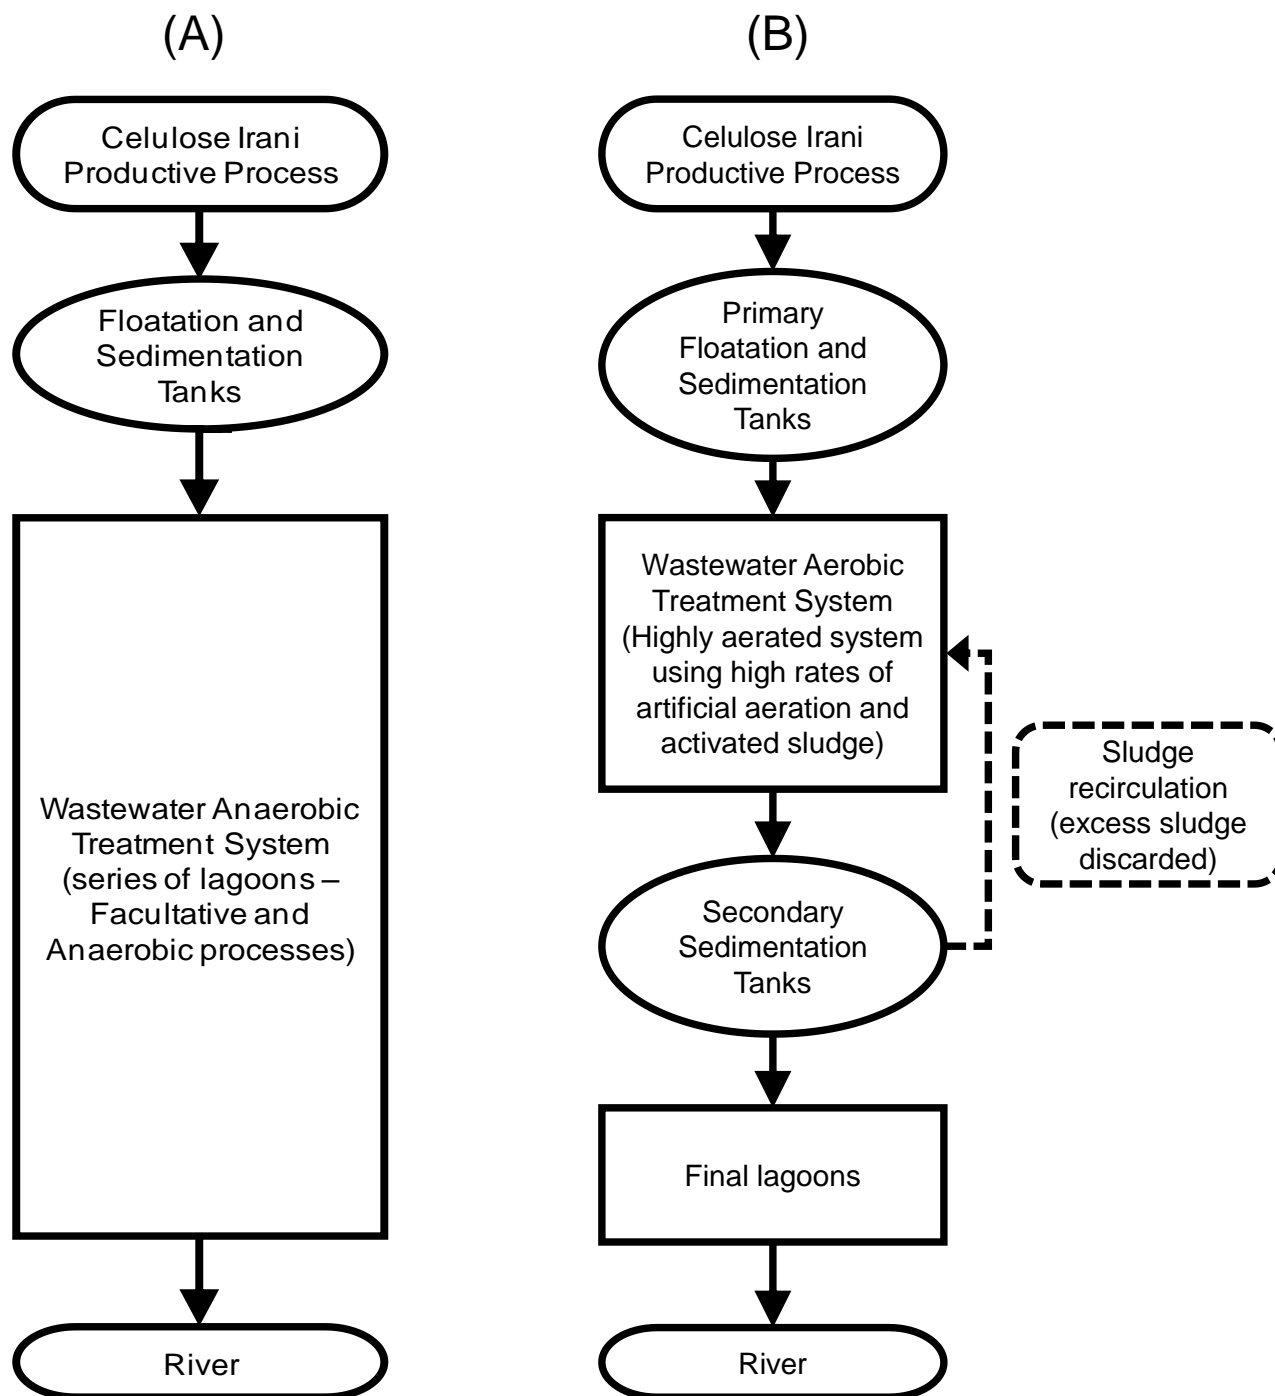 (A)
Celulose Irani
Productive Process
Floatation and
Sedimentation
Tanks
Wastewater Anaerobic
Treatment System
(series of lagoons –
Facultative and
Anaerobic processes)
River
(B)
Celulose Irani
Productive Process
Primary
Floatation and
Sedimentation
Tanks
Wastewater Aerobic
Treatment System
(Highly aerated system
using high rates of
artificial aeration and
activated sludge)
Sludge
recirculation
(excess sludge
discarded)
Secondary
Sedimentation
Tanks
Final lagoons
River